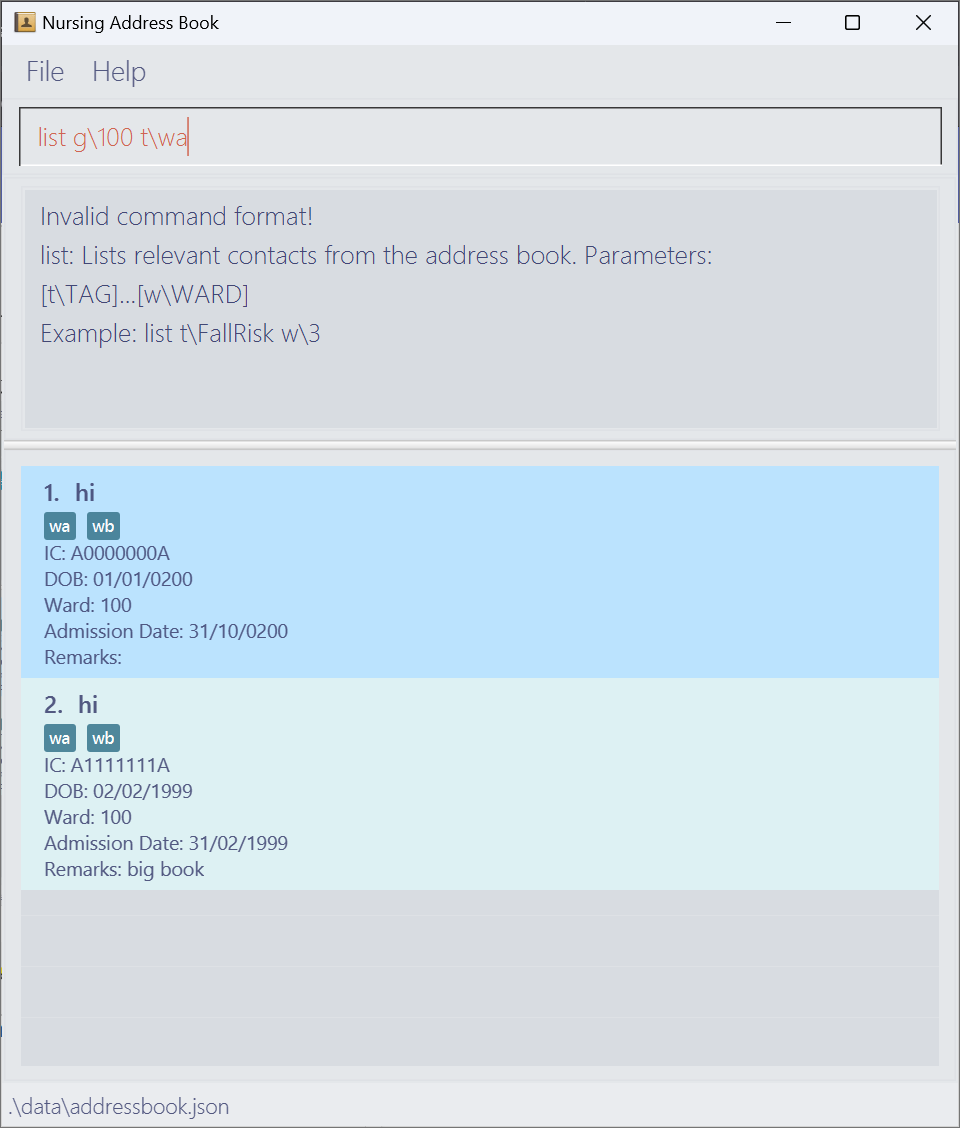 Nursing Address Book
File Help
list g\100 t\wa
Invalid command format!
list: Lists relevant contacts from the address book. Parameters:
[t\TAG]...[w\WARD]
Example: list t\FallRisk w\3
1. hi
wa wb
IC: A0000000A
DOB: 01/01/0200
Ward: 100
Admission Date: 31/10/0200
Remarks:
2. hi
wa wb
IC: A1111111A
DOB: 02/02/1999
Ward: 100
Admission Date: 31/02/1999
Remarks: big book
.\data\addressbook.json